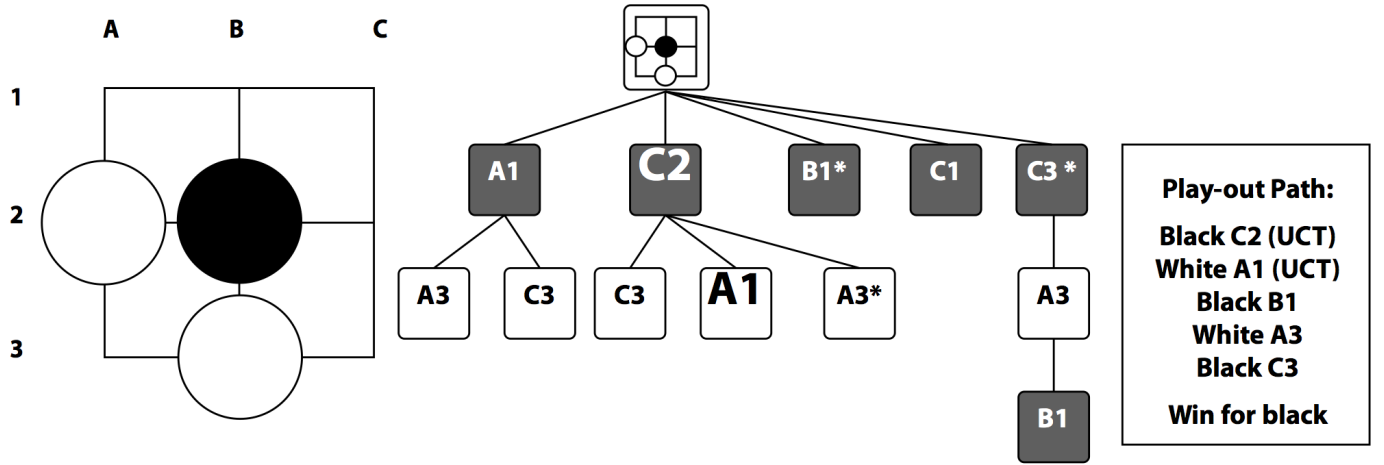 A B C
1
2
3
A1 C2 B1* C1 C3 *
A3 C3 C3 A1 A3* A3
B1
Play-out Path:
Black C2 (UCT)
White A1 (UCT)
Black B1
White A3
Black C3
Win for black